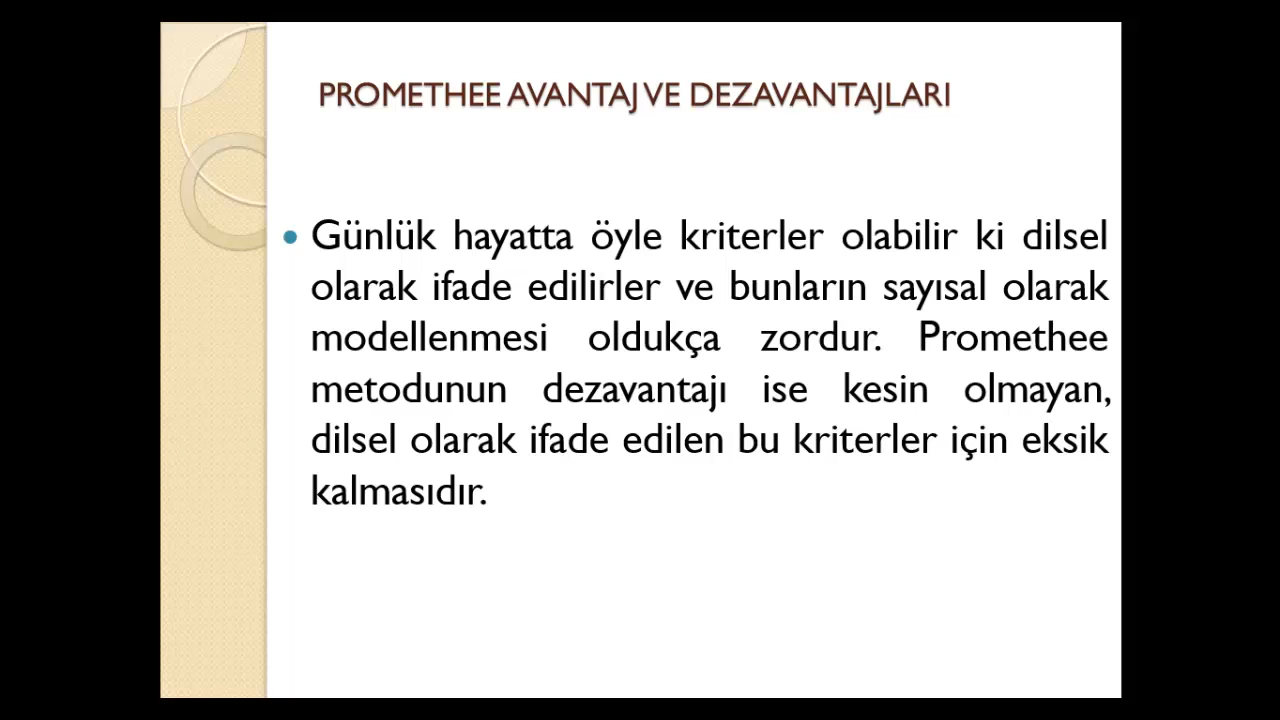 PROMETHEE AVANTAJ VE DEZAVANTAJLARI
• Günlük hayatta öyle kriterler olabilir ki dilsel
olarak ifade edilirler ve bunların sayısal olarak
modellenmesi oldukça zordur. Promethee
metodunun dezavantajı ise kesin olmayan,
dilsel olarak ifade edilen bu kriterler için eksik
kalmasıdır.